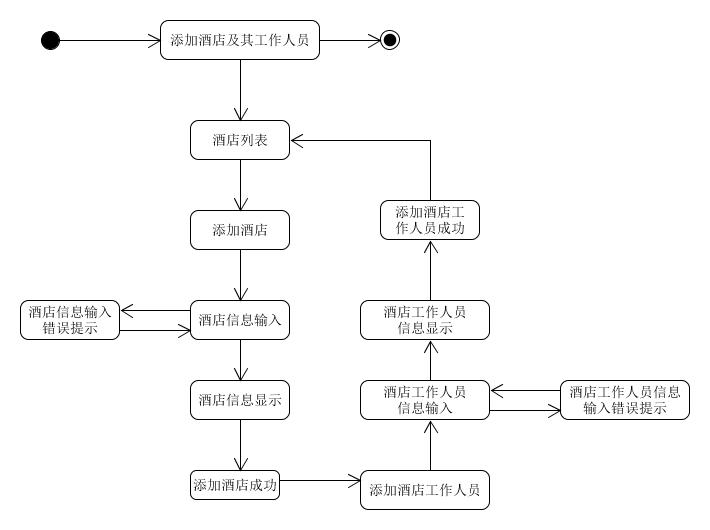 添加酒店及其工作人员
酒店列表
添加酒店
酒店信息输入
酒店信息输入
错误提示
酒店信息显示
添加酒店成功
添加酒店工作人员
酒店工作人员
信息输入
酒店工作人员信息
输入错误提示
酒店工作人员
信息显示
添加酒店工
作人员成功